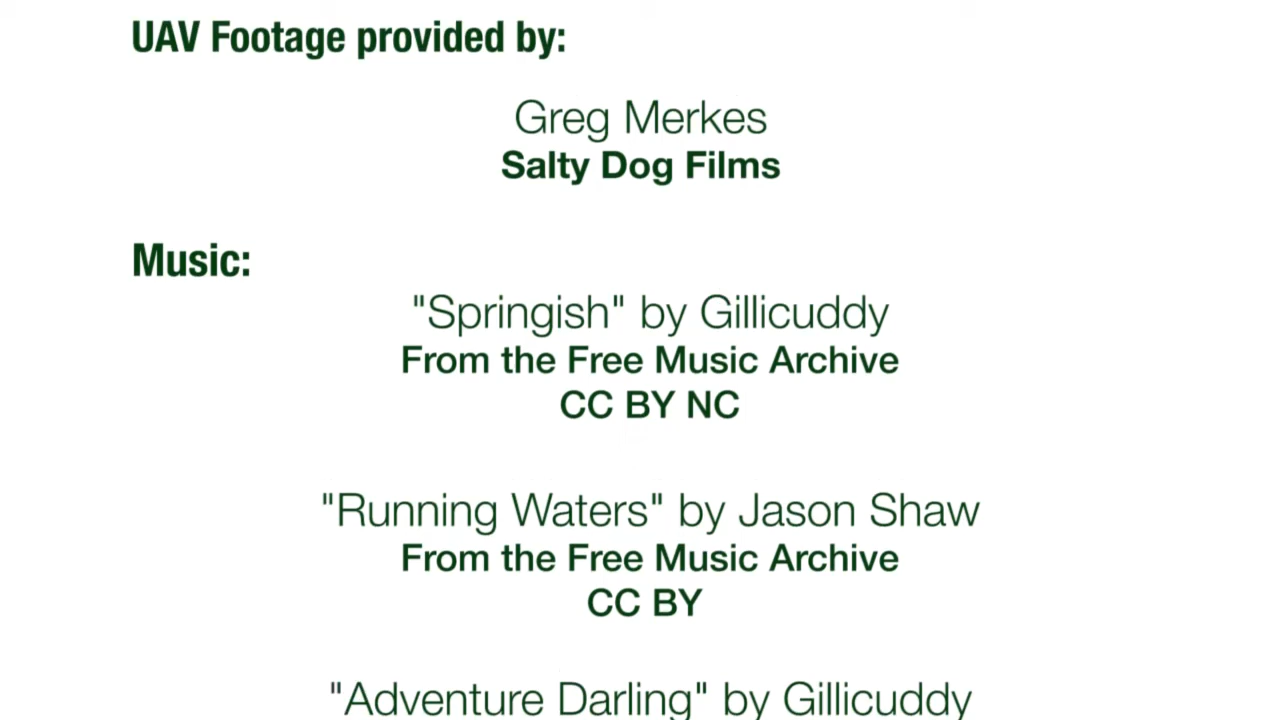 UAV Footage provided by:
Greg Merkes
Salty Dog Films
Music:
"Springish" by Gillicuddy
From the Free Music Archive
CC BY NC
"Running Waters" by Jason Shaw
From the Free Music Archive
CC BY
"Adventure Darling" by Gillicuddy